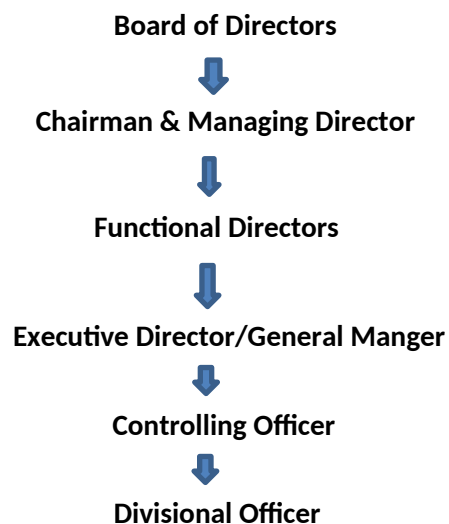 Board of Directors
Chairman & Managing Director
Functional Directors
Executive Director/General Manger
Controlling Officer
Divisional Officer